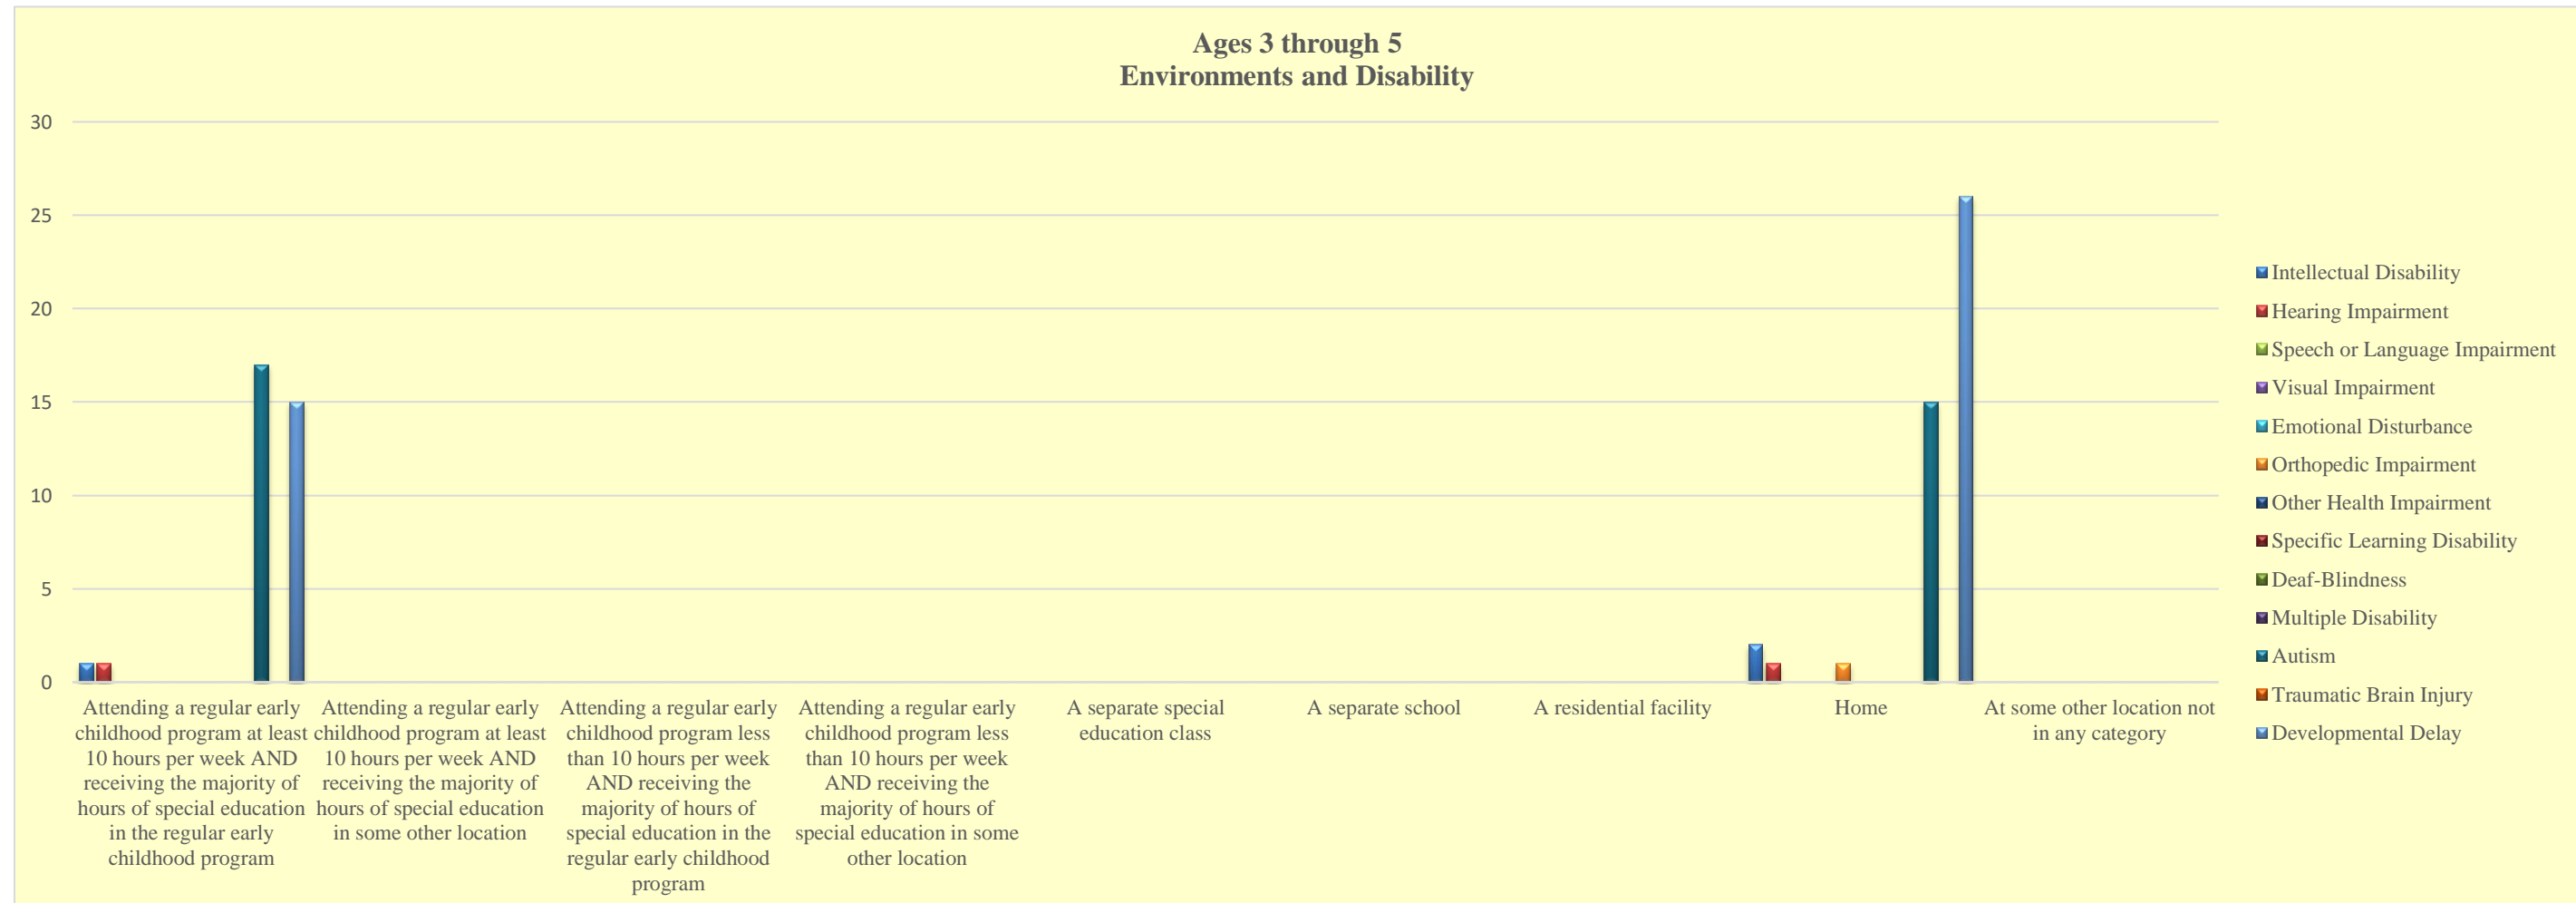 Ages 3 through 5
Environments and Disability
30
25
20
15
10
5
0
Attending a regular early
childhood program at least
10 hours per week AND
receiving the majority of
hours of special education
in the regular early
childhood program
Attending a regular early
childhood program at least
10 hours per week AND
receiving the majority of
hours of special education
in some other location
Attending a regular early
childhood program less
than 10 hours per week
AND receiving the
majority of hours of
special education in the
regular early childhood
program
Attending a regular early
childhood program less
than 10 hours per week
AND receiving the
majority of hours of
special education in some
other location
A separate special
education class
A separate school
A residential facility
Home
At some other location not
in any category
Intellectual Disability
Hearing Impairment
Speech or Language Impairment
Visual Impairment
Emotional Disturbance
Orthopedic Impairment
Other Health Impairment
Specific Learning Disability
Deaf-Blindness
Multiple Disability
Autism
Traumatic Brain Injury
Developmental Delay